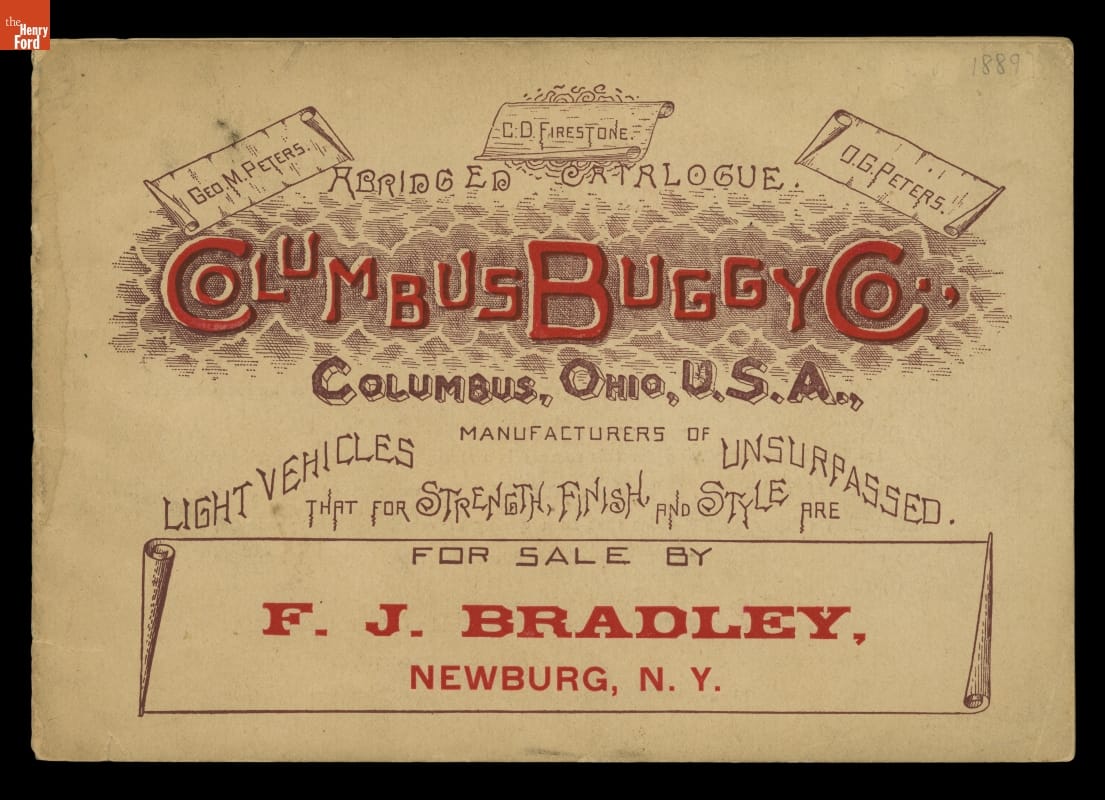 the
Henry
Ford
1889
GEO. M. PETERS.
C. D. FIRESTONE.
O. G. PETERS.
ABRIDGED CATALOGUE.
COLUMBUS BUGGY CO.,
COLUMBUS, OHIO, U.S.A.,
MANUFACTURERS OF
LIGHT VEHICLES
THAT FOR STRENGTH, FINISH AND STYLE ARE
UNSURPASSED.
FOR SALE BY
F. J. BRADLEY,
NEWBURG, N. Y.